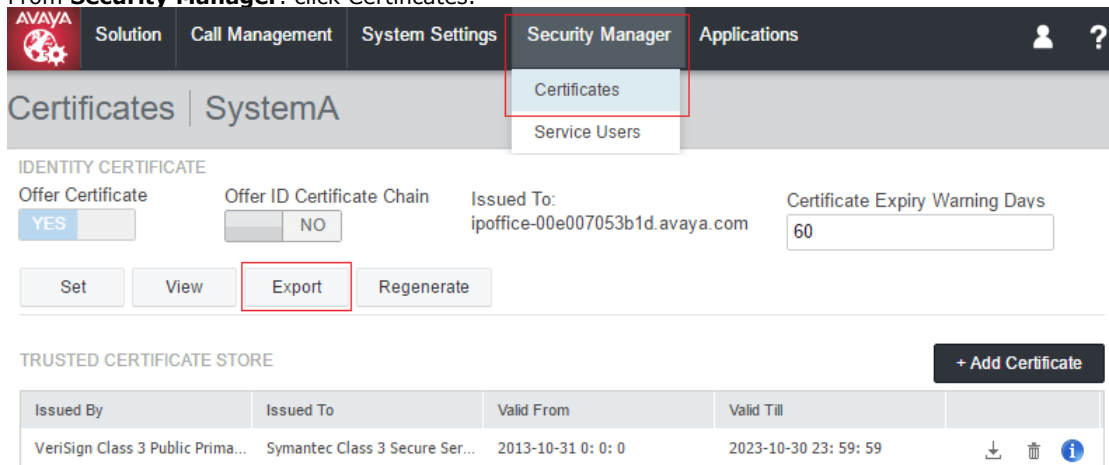 From Security Manager. click Certificates.
AVAYA Solution Call Management System Settings Security Manager Applications ?
Certificates
Service Users
Certificates | SystemA
IDENTITY CERTIFICATE
Offer Certificate Offer ID Certificate Chain Issued To: Certificate Expiry Warning Days
YES NO ipoffice-00e007053b1d.avaya.com 60
Set View Export Regenerate
TRUSTED CERTIFICATE STORE + Add Certificate
Issued By Issued To Valid From Valid Till
VeriSign Class 3 Public Prima... Symantec Class 3 Secure Ser... 2013-10-31 0: 0: 0 2023-10-30 23: 59: 59